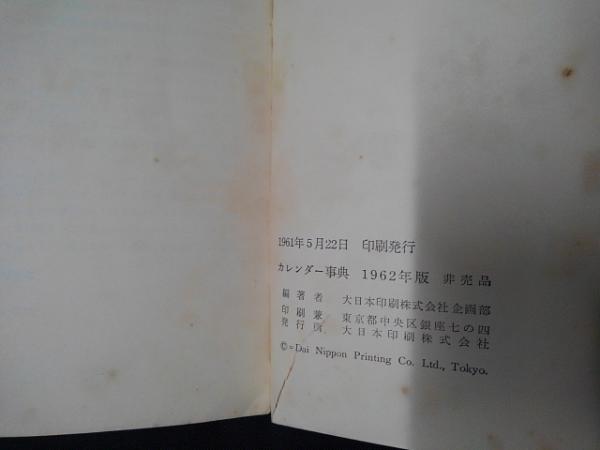 1961年5月22日 印刷発行
カレンダー事典 1962年版 非売品
編著者 大日本印刷株式会社企画部
印刷兼 東京都中央区銀座七の四
発行所 大日本印刷株式会社
©=Dai Nippon Printing Co. Ltd., Tokyo.